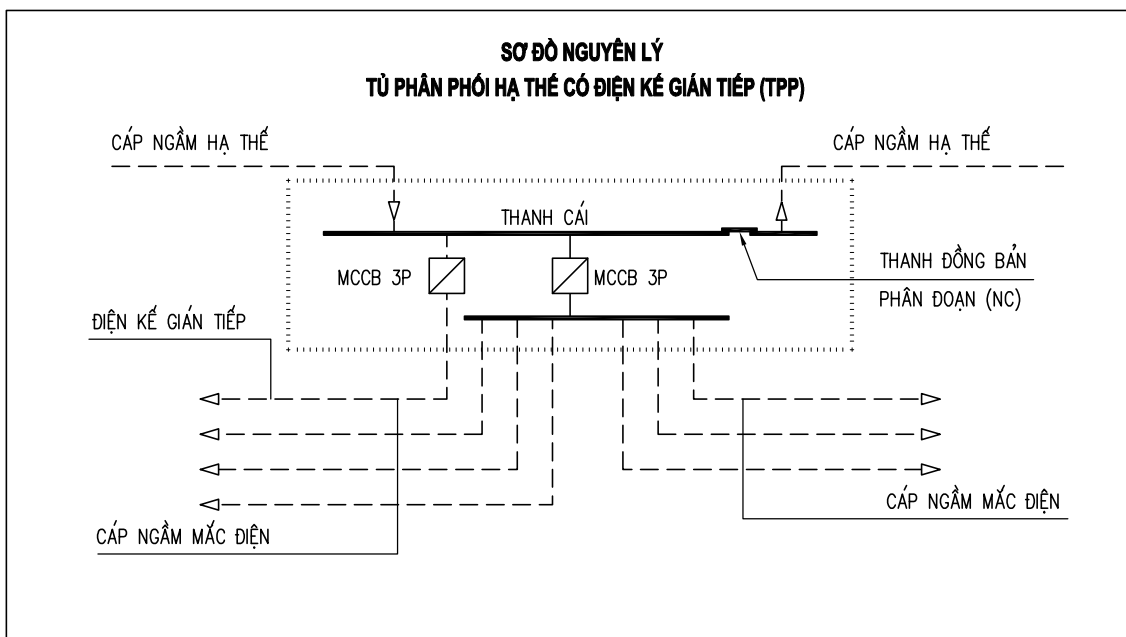 SƠ ĐỒ NGUYÊN LÝ
TỦ PHÂN PHỐI HẠ THẾ CÓ ĐIỆN KẾ GIÁN TIẾP (TPP)
CÁP NGẦM HẠ THẾ
CÁP NGẦM HẠ THẾ
THANH CÁI
MCCB 3P
MCCB 3P
THANH ĐỒNG BẢN
PHÂN ĐOẠN (NC)
ĐIỆN KẾ GIÁN TIẾP
CÁP NGẦM MẮC ĐIỆN
CÁP NGẦM MẮC ĐIỆN